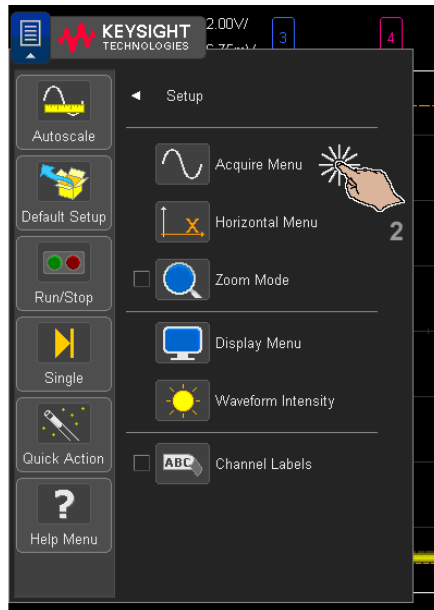 KEYSIGHT
TECHNOLOGIES
2.00V/
3
4
Setup
Autoscale
Acquire Menu
2
Default Setup
X
Horizontal Menu
Run/Stop
Zoom Mode
Single
Display Menu
Waveform Intensity
Quick Action
ABC
Channel Labels
?
Help Menu